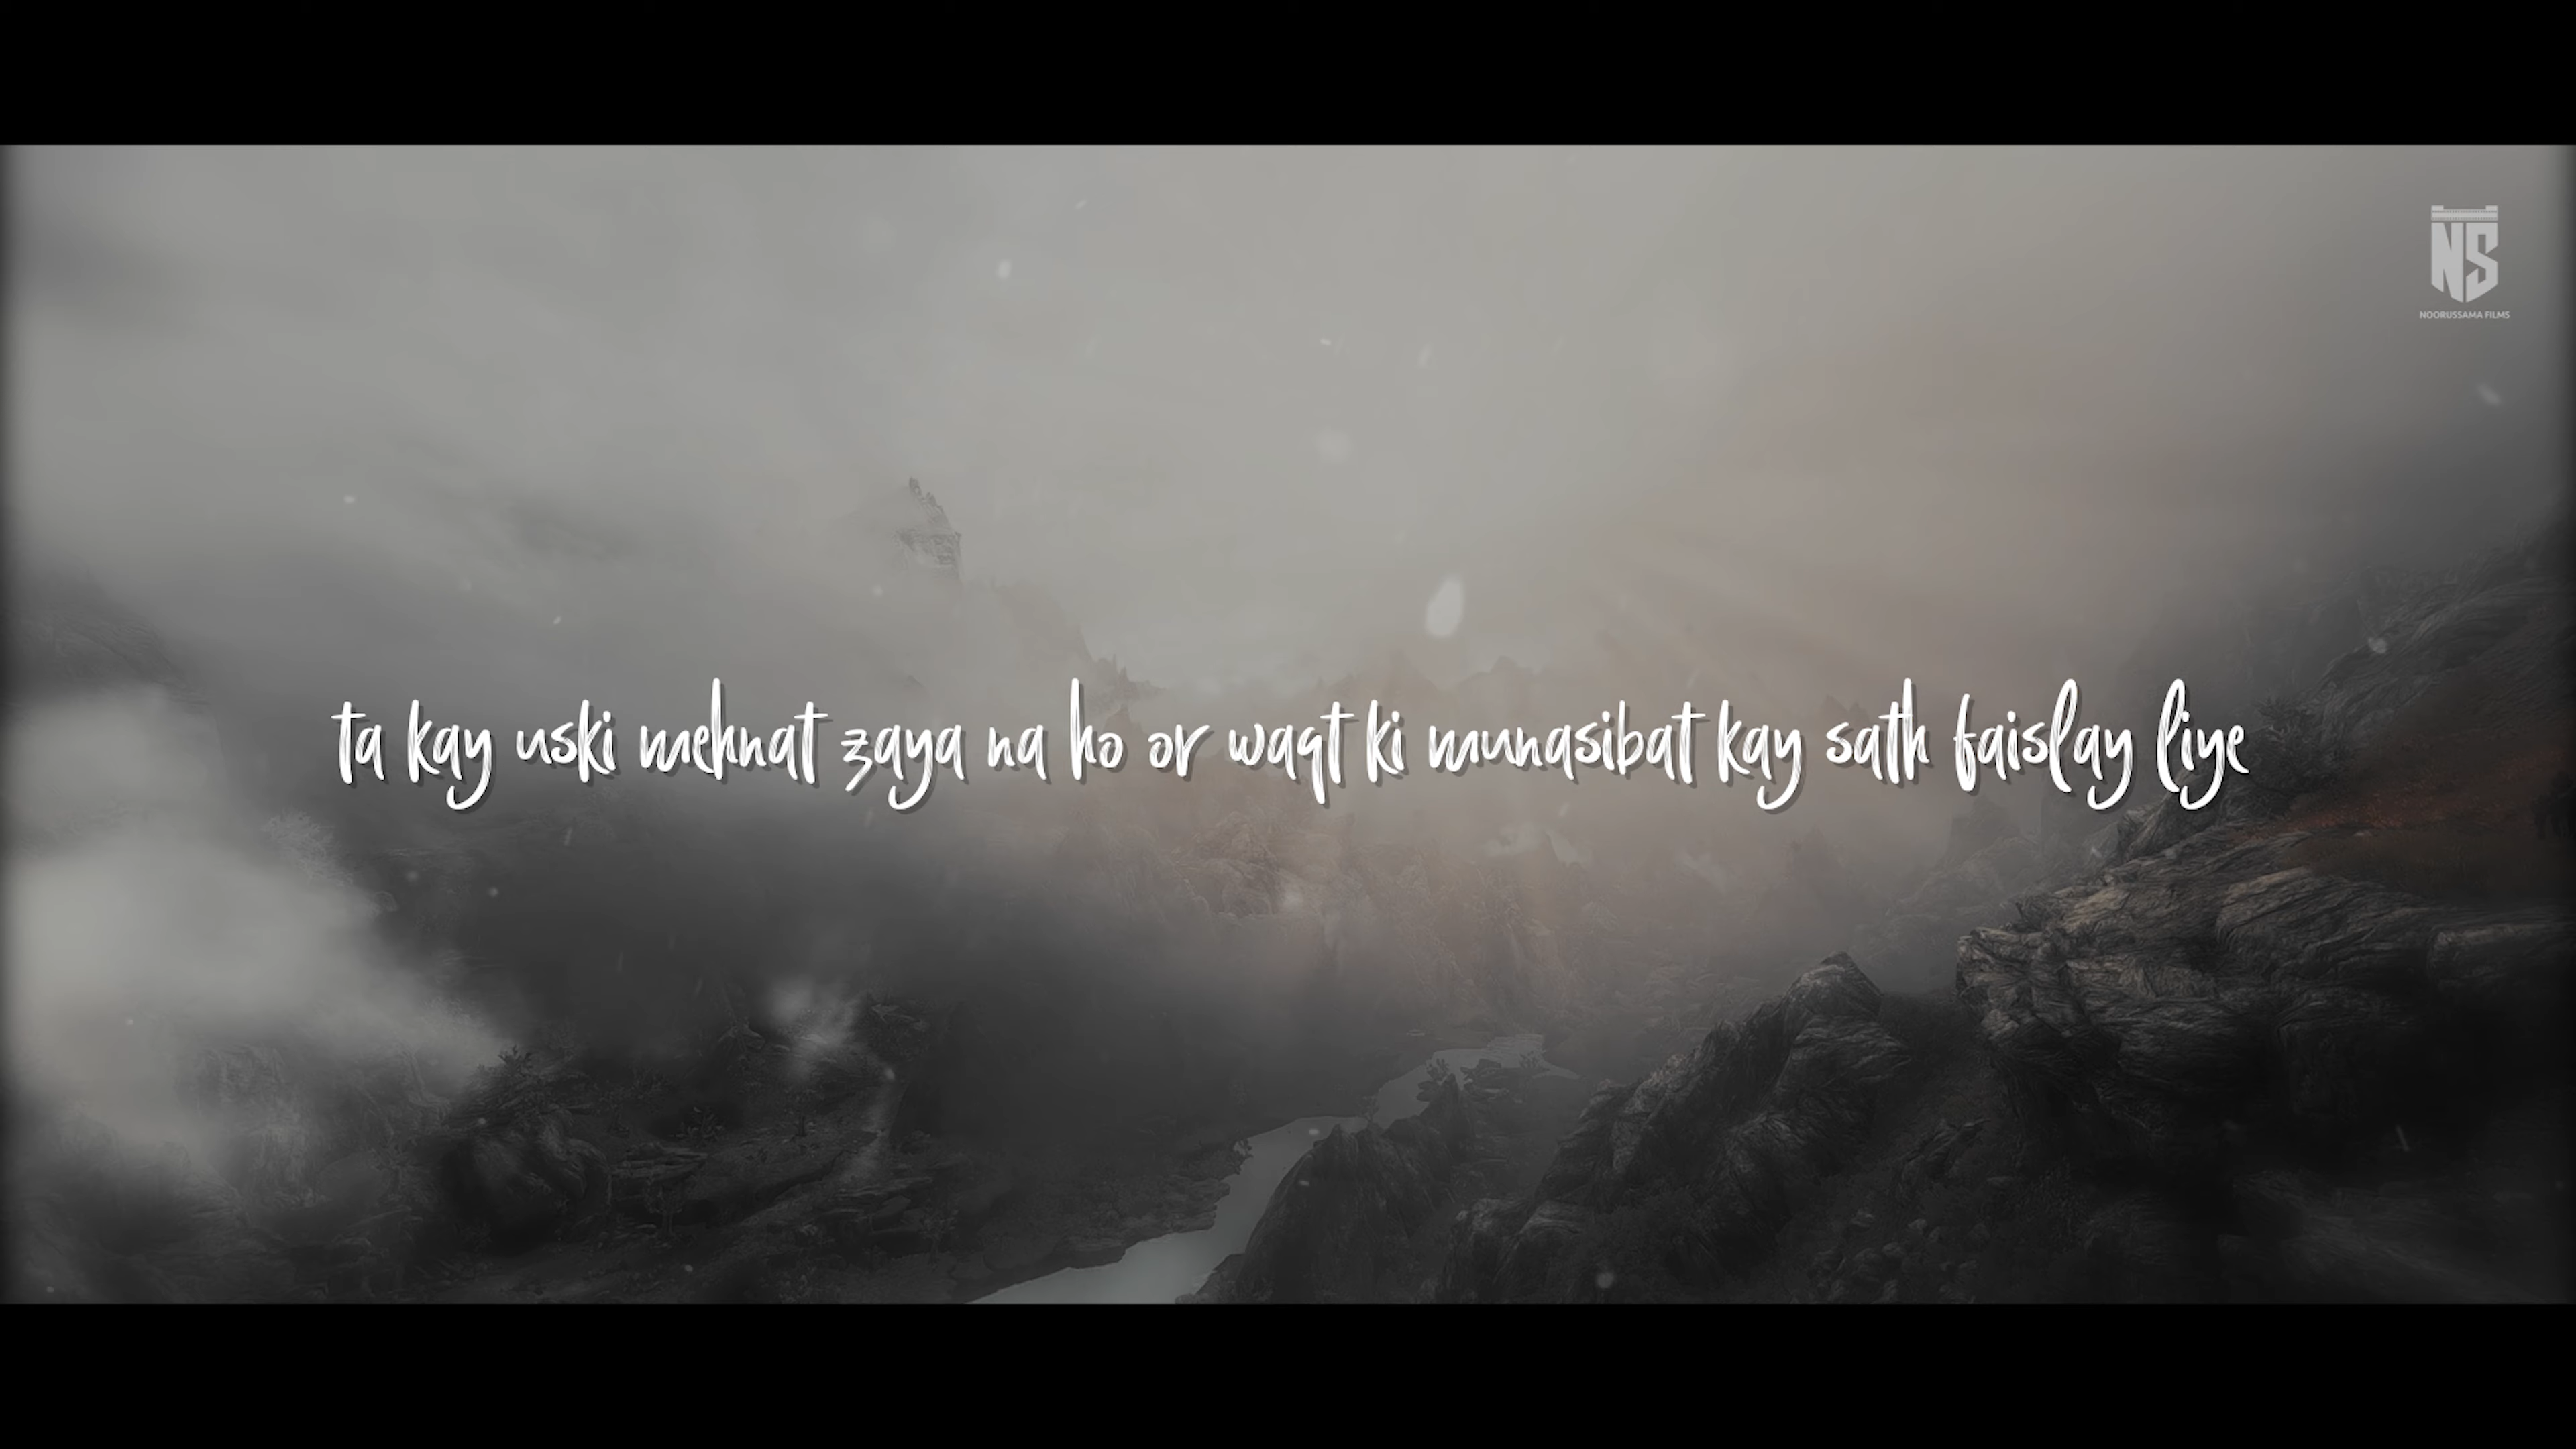 NS
NOORUSSAMA FILMS
ta kay uski mehnat zaya na ho or waqt ki munasibat kay sath faislay liye